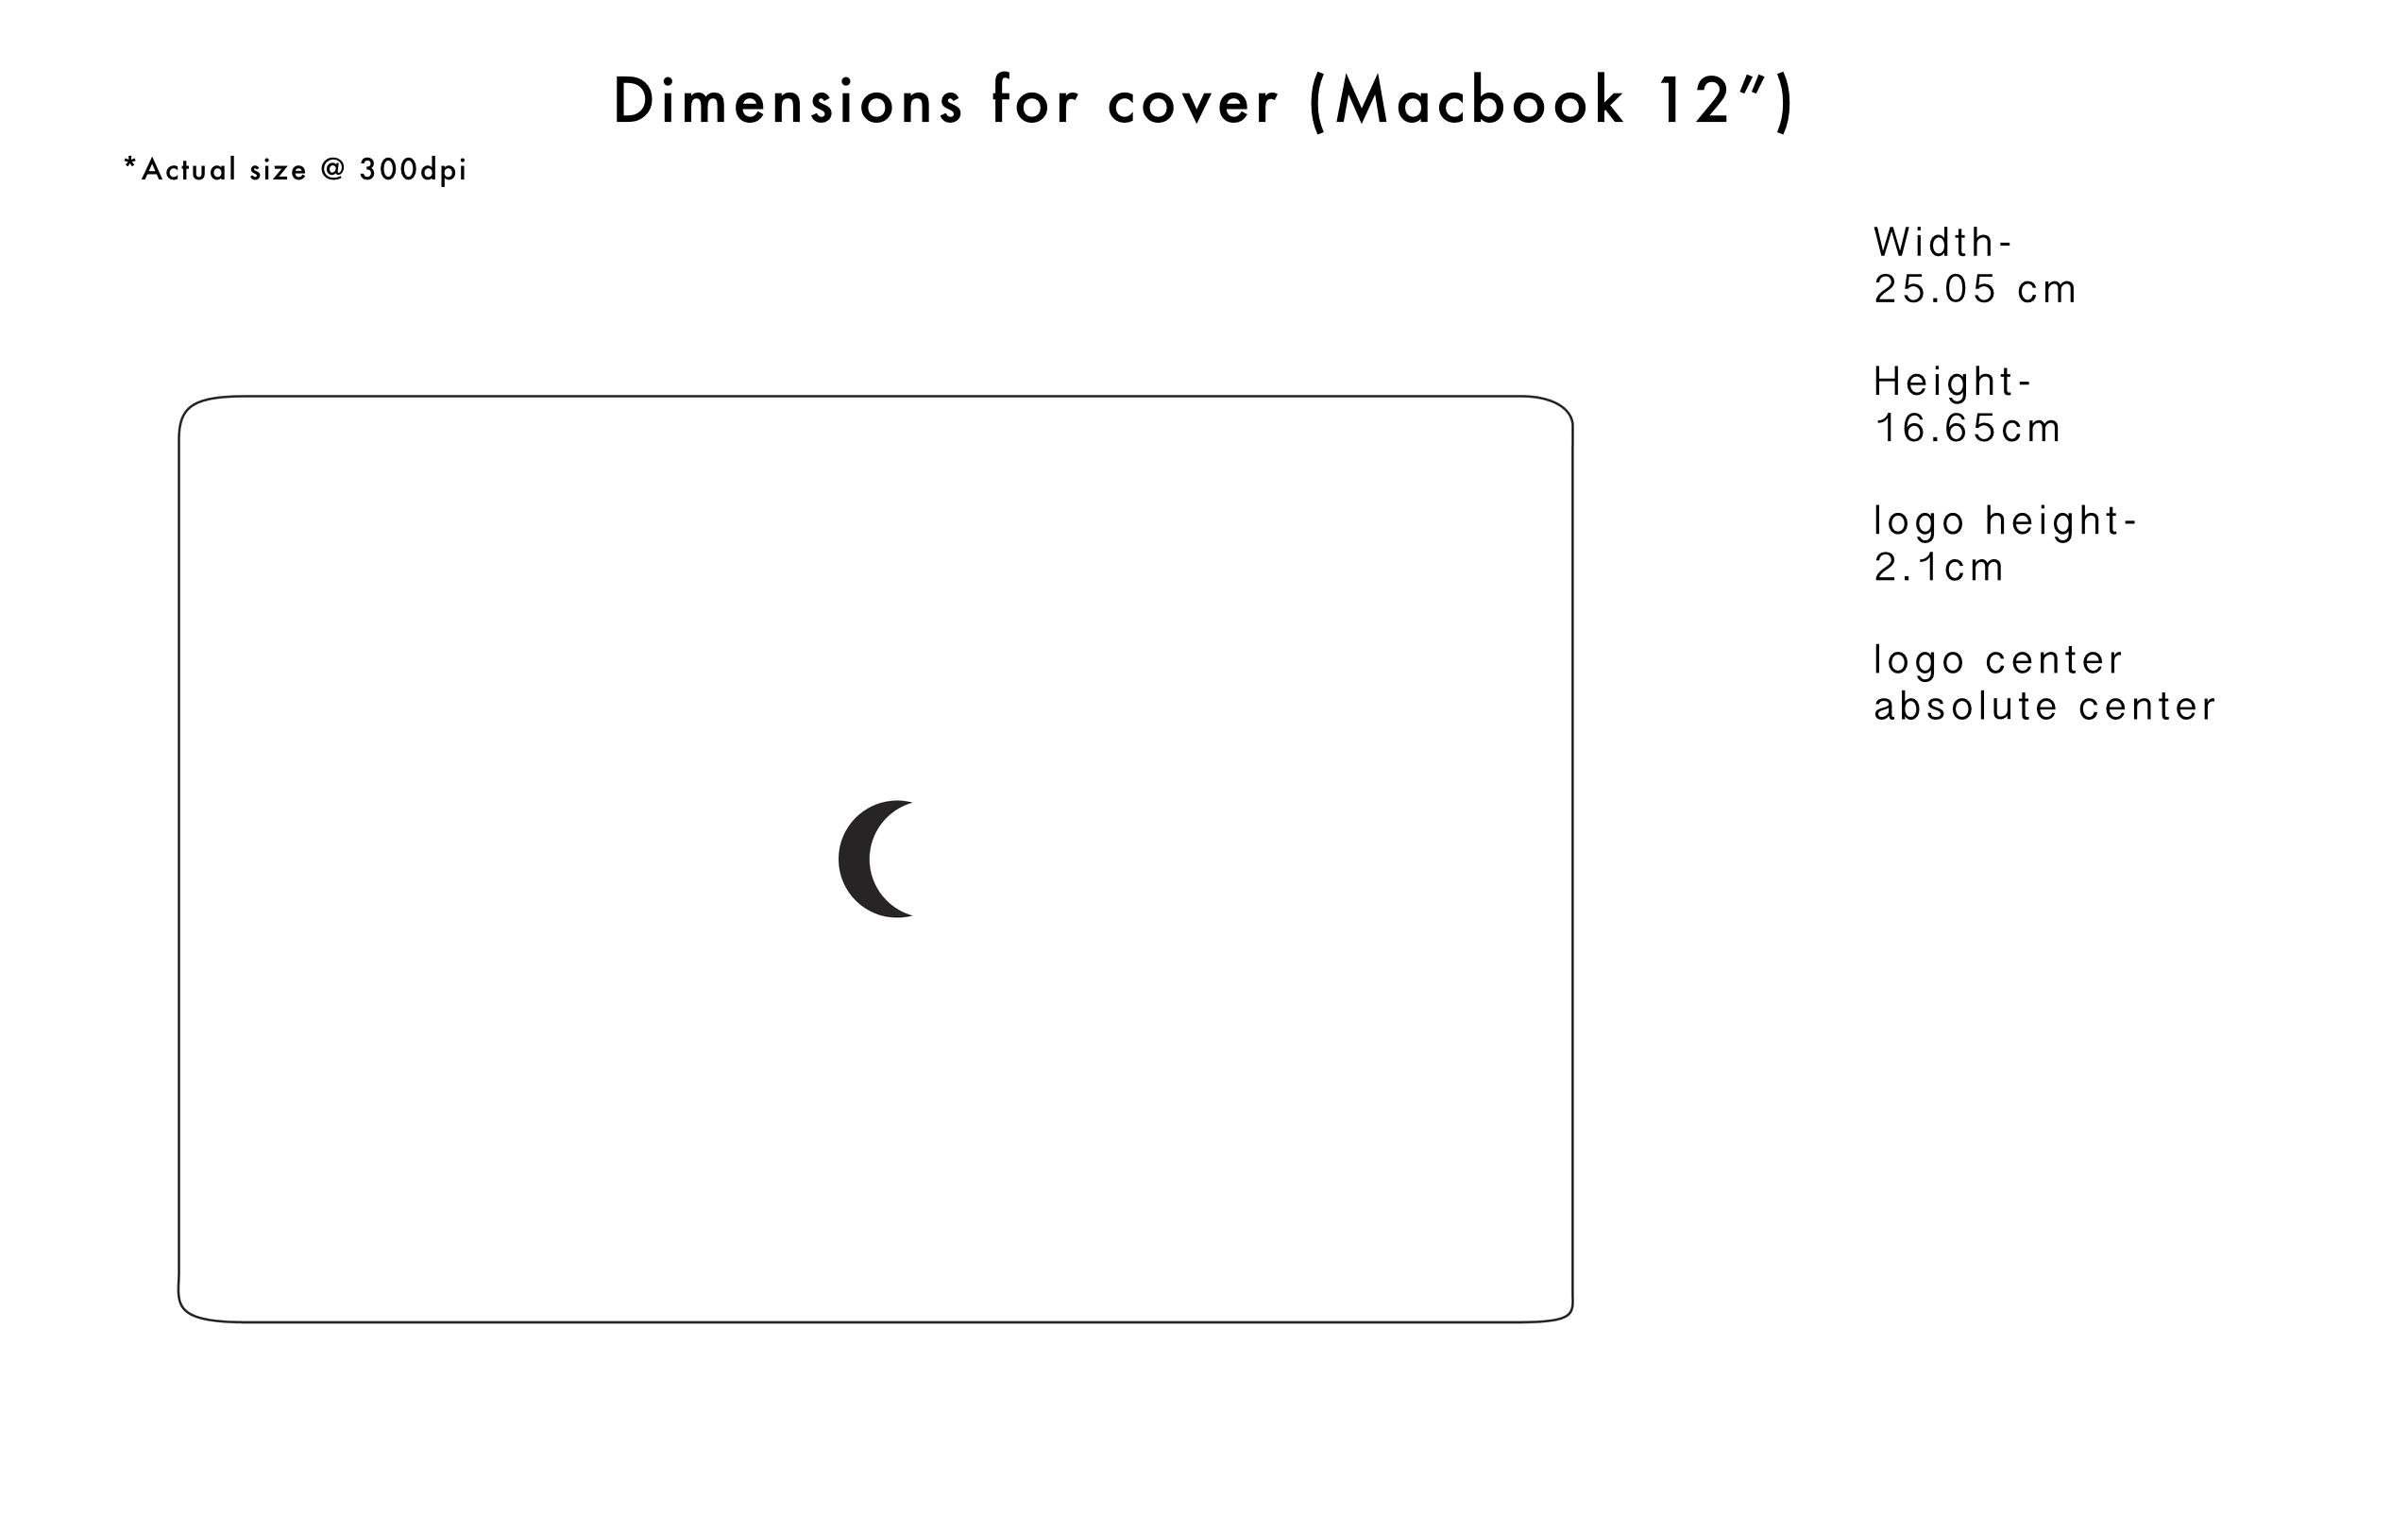 Dimensions for cover (Macbook 12”)
*Actual size @ 300dpi
Width-
25.05 cm
Height-
16.65cm
logo height-
2.1cm
logo center
absolute center